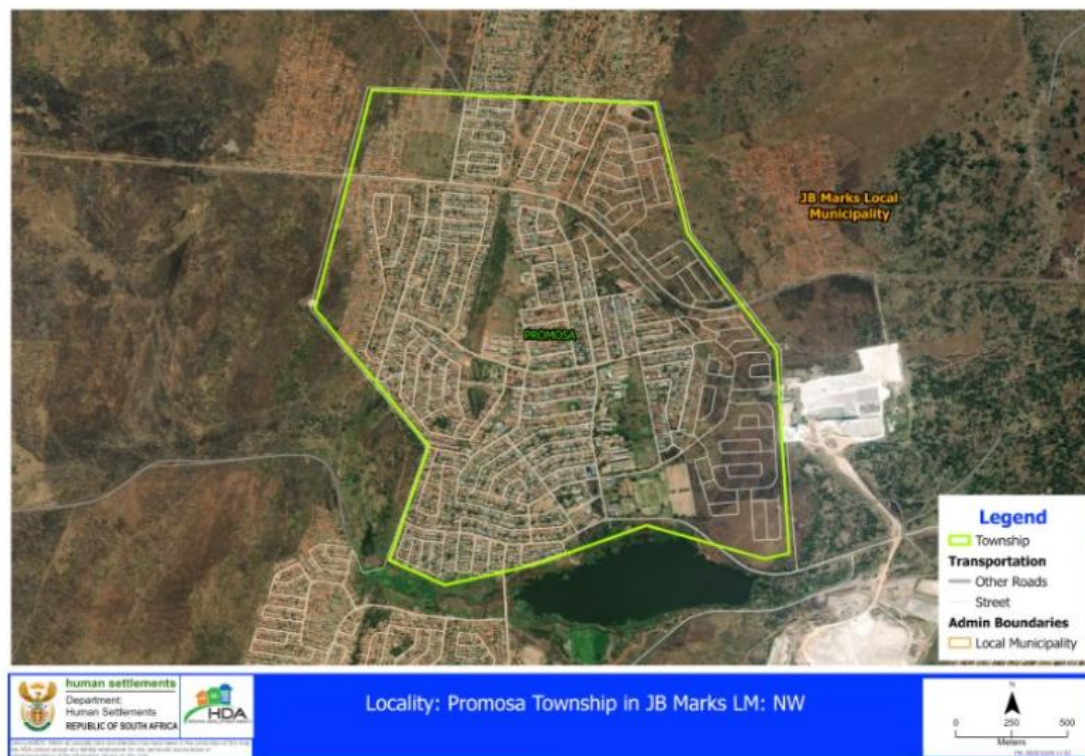 JB Marks Local
Municipality
PROMOSA
Legend
Township
Transportation
Other Roads
Street
Admin Boundaries
Local Municipality
human settlements
Department:
Human Settlements
REPUBLIC OF SOUTH AFRICA
HDA
Locality: Promosa Township in JB Marks LM: NW
N
0 250 500
Meters